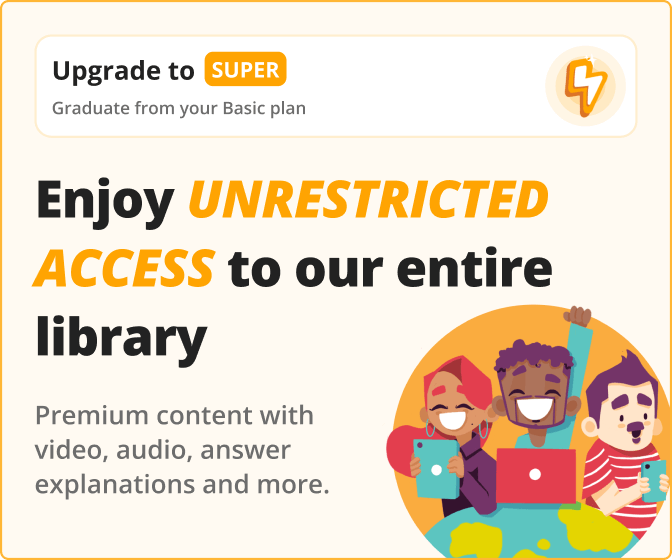 Upgrade to SUPER
Graduate from your Basic plan
Enjoy UNRESTRICTED
ACCESS to our entire
library
Premium content with
video, audio, answer
explanations and more.